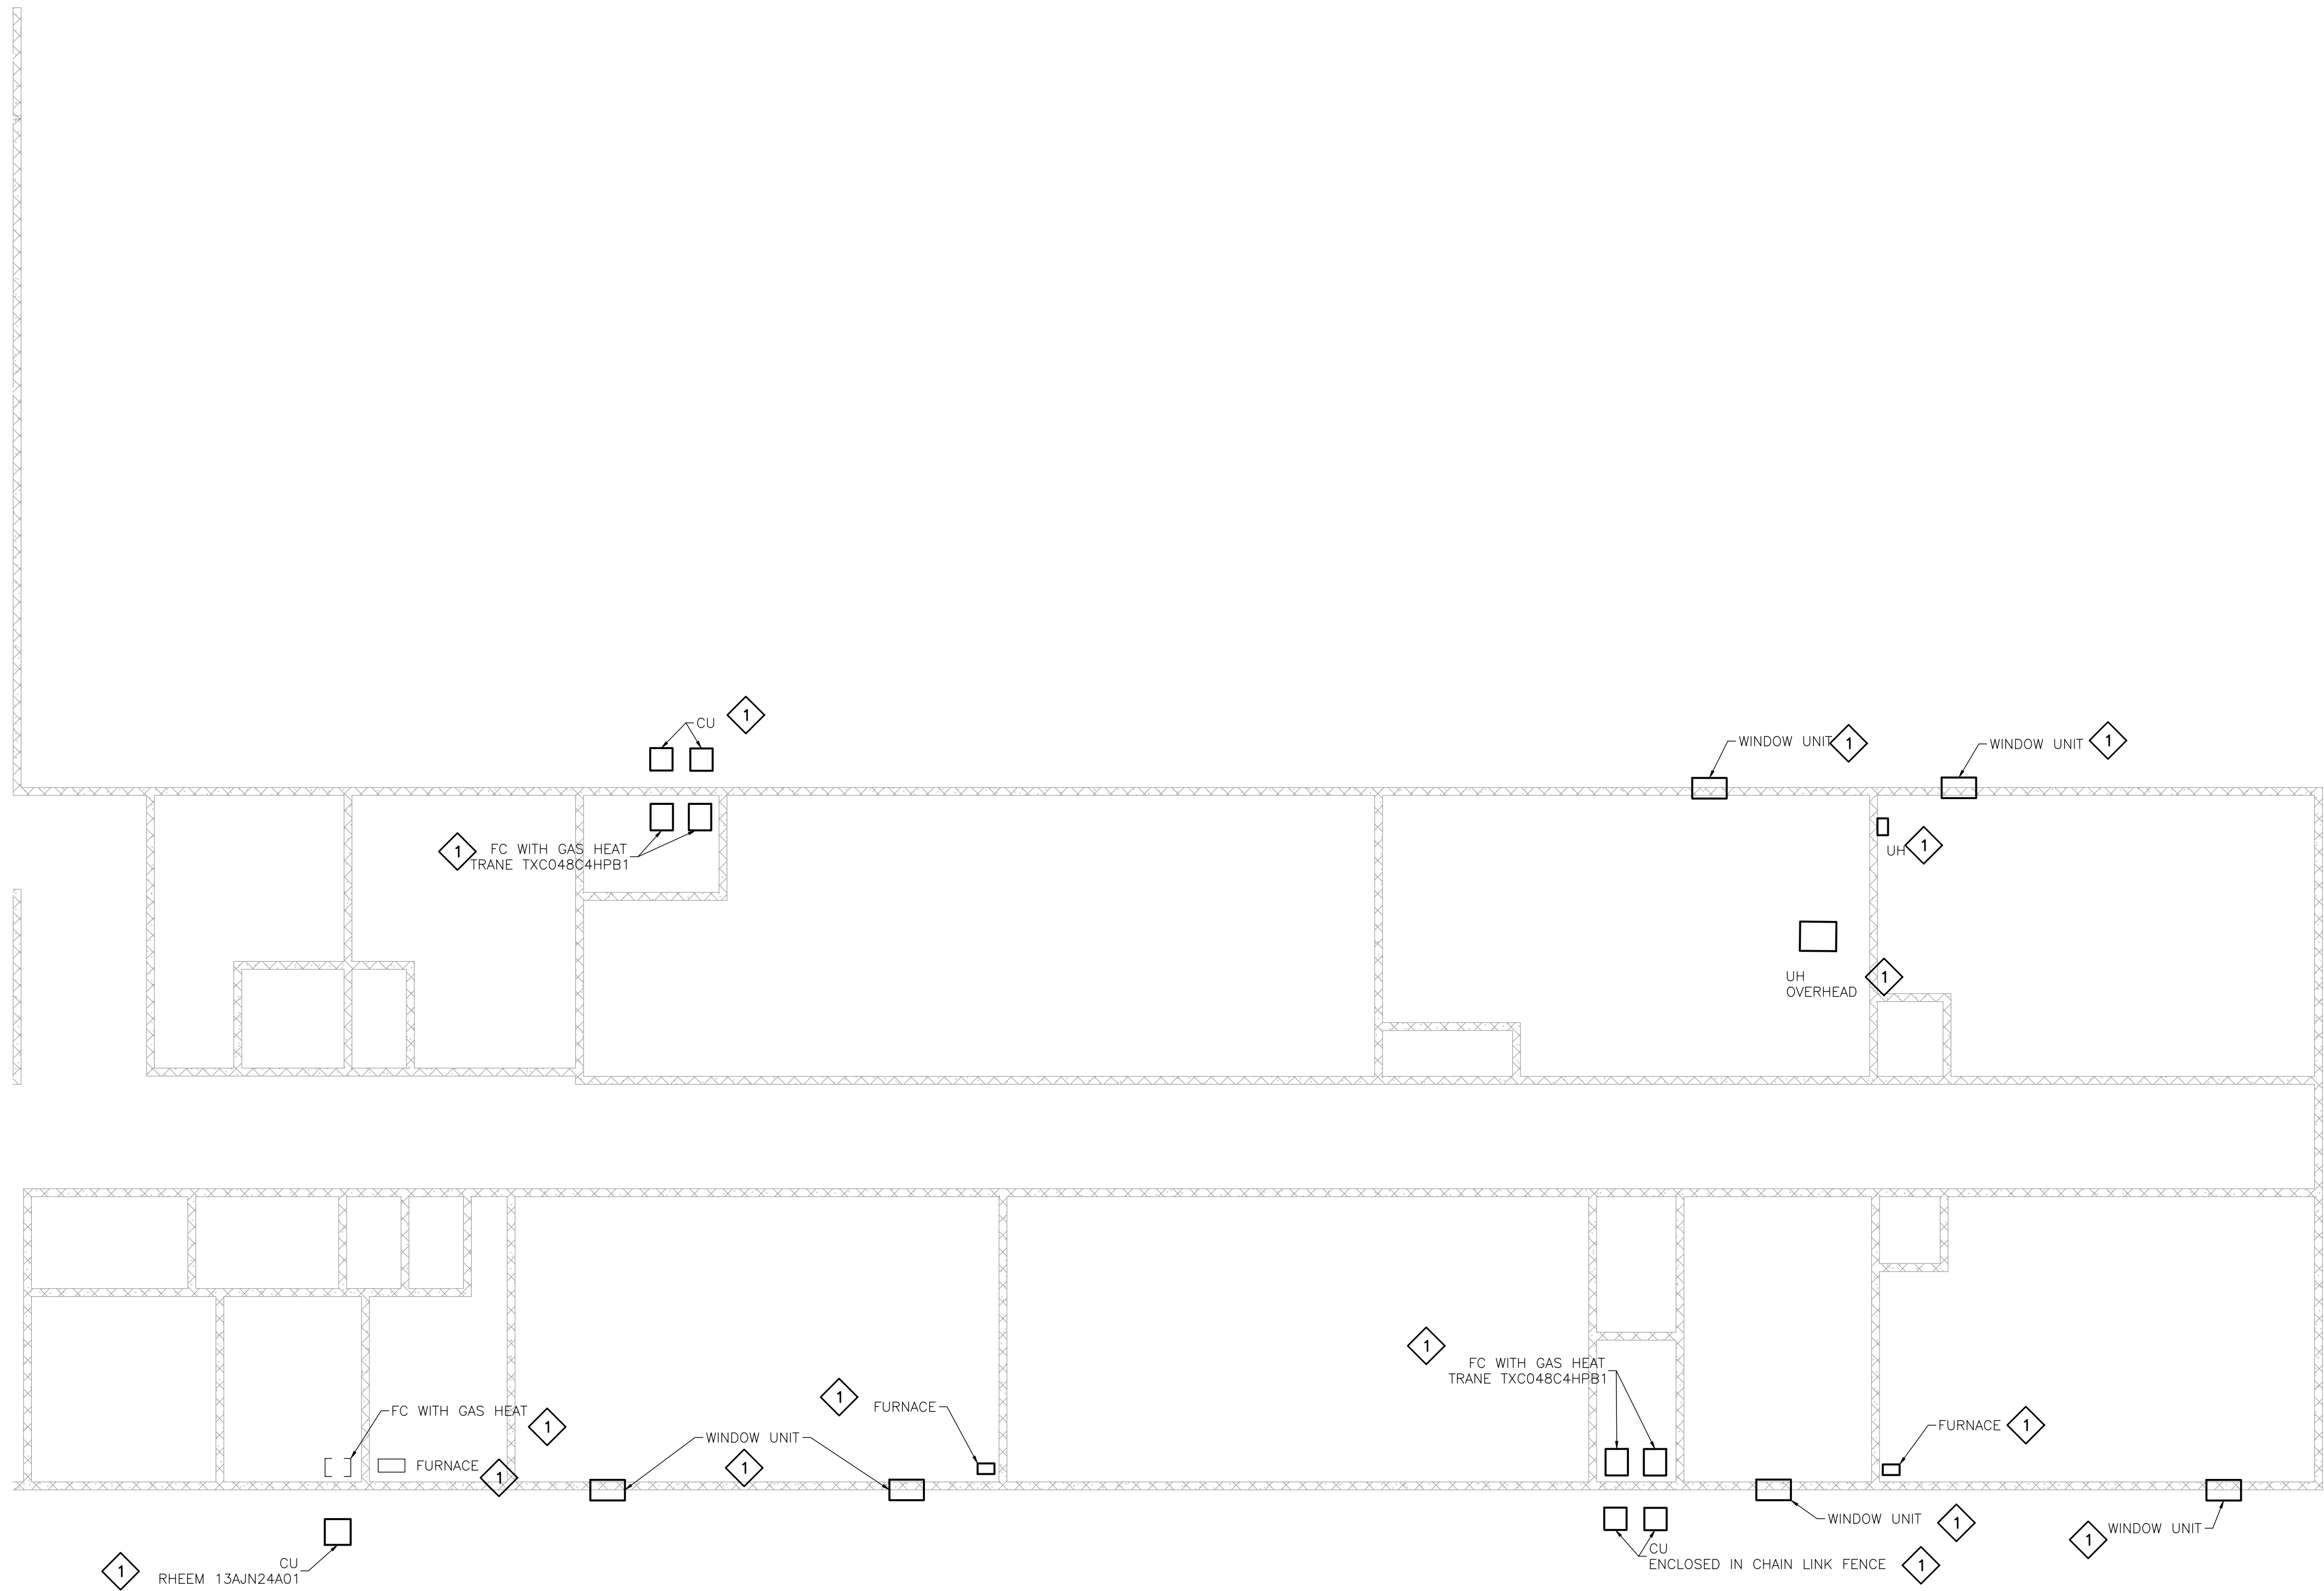 CU
1
WINDOW UNIT
1
WINDOW UNIT
1
1
FC WITH GAS HEAT
TRANE TXC048C4HPB1
UH
1
UH
OVERHEAD
1
1
FC WITH GAS HEAT
TRANE TXC048C4HPB1
1
FURNACE
FC WITH GAS HEAT
1
FURNACE
1
WINDOW UNIT
1
FURNACE
1
WINDOW UNIT
1
1
WINDOW UNIT
CU
ENCLOSED IN CHAIN LINK FENCE
1
1
CU
RHEEM 13AJN24A01